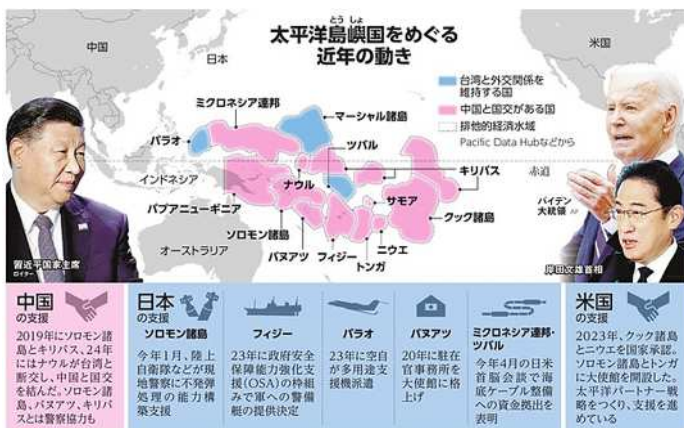 太平洋島嶼国をめぐる
とう しょ
近年の動き
中国
日本
米国
台湾と外交関係を
維持する国
中国と国交がある国
排他的経済水域
Pacific Data Hubなどから
ミクロネシア連邦
マーシャル諸島
パラオ
ツバル
インドネシア
ナウル
キリバス
赤道
サモア
パプアニューギニア
クック諸島
ソロモン諸島
オーストラリア
バヌアツ
フィジー
トンガ
ニウエ
習近平国家主席
ロイター
バイデン
大統領
岸田文雄首相
中国
の支援
2019年にソロモン諸
島とキリバス、24年
にはナウルが台湾と
断交し、中国と国交
を結んだ。ソロモン諸
島、バヌアツ、キリバ
スとは警察協力も
日本
の支援
ソロモン諸島
今年1月、陸上
自衛隊などが現
地警察に不発弾
処理の能力構
築支援
フィジー
23年に政府安全
保障能力強化支
援(OSA)の枠組
みで軍への警備
艇の提供決定
パラオ
23年に空自
が多用途支
援機派遣
バヌアツ
20年に駐在
官事務所を
大使館に格
上げ
ミクロネシア連邦・
ツバル
今年4月の日米
首脳会談で海
底ケーブル整備
への資金拠出を
表明
米国
の支援
2023年、クック諸島
とニウエを国家承認。
ソロモン諸島とトンガ
に大使館を開設した。
太平洋パートナー戦
略をつくり、支援を
進めている